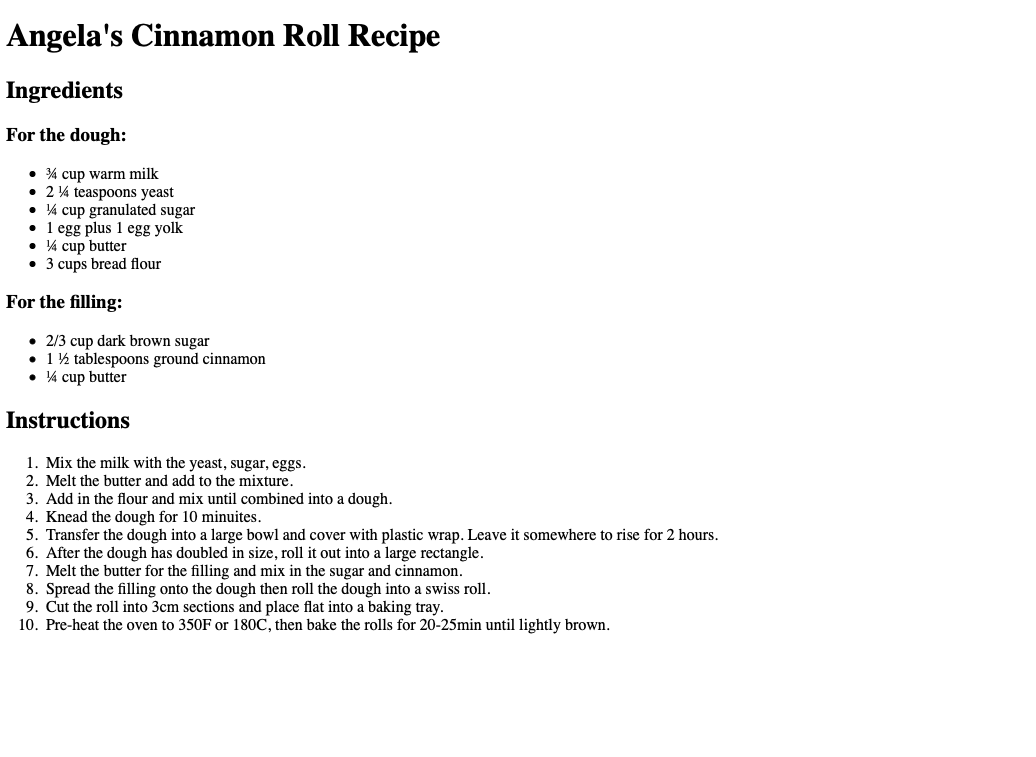 Angela's Cinnamon Roll Recipe
Ingredients
For the dough:
• ¾ cup warm milk
• 2 ¼ teaspoons yeast
• ¼ cup granulated sugar
• 1 egg plus 1 egg yolk
• ¼ cup butter
• 3 cups bread flour
For the filling:
• 2/3 cup dark brown sugar
• 1 ½ tablespoons ground cinnamon
• ¼ cup butter
Instructions
1. Mix the milk with the yeast, sugar, eggs.
2. Melt the butter and add to the mixture.
3. Add in the flour and mix until combined into a dough.
4. Knead the dough for 10 minuites.
5. Transfer the dough into a large bowl and cover with plastic wrap. Leave it somewhere to rise for 2 hours.
6. After the dough has doubled in size, roll it out into a large rectangle.
7. Melt the butter for the filling and mix in the sugar and cinnamon.
8. Spread the filling onto the dough then roll the dough into a swiss roll.
9. Cut the roll into 3cm sections and place flat into a baking tray.
10. Pre-heat the oven to 350F or 180C, then bake the rolls for 20-25min until lightly brown.